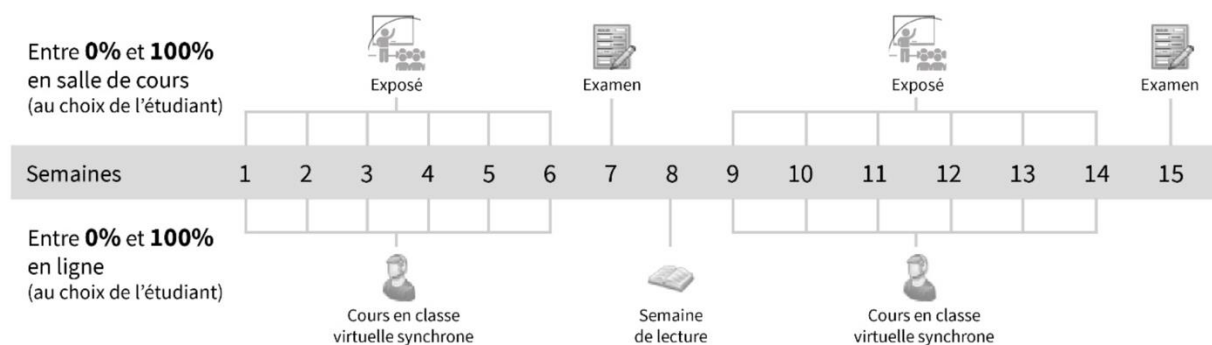 Entre 0% et 100%
en salle de cours
(au choix de l’étudiant)
Exposé
Examen
Exposé
Examen
Semaines 1 2 3 4 5 6 7 8 9 10 11 12 13 14 15
Entre 0% et 100%
en ligne
(au choix de l’étudiant)
Cours en classe
virtuelle synchrone
Semaine
de lecture
Cours en classe
virtuelle synchrone